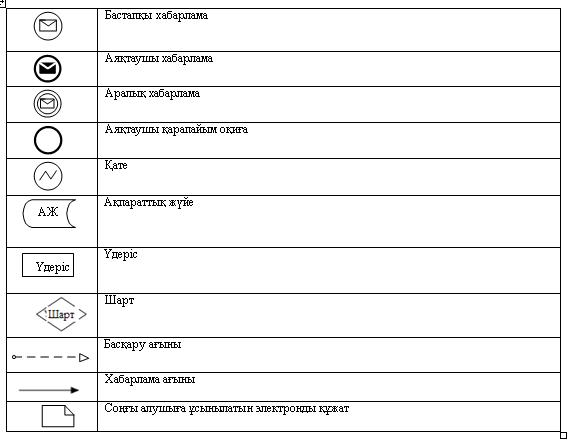 Бастапқы хабарлама
Аяқтаушы хабарлама
Аралық хабарлама
Аяқтаушы қарапайым оқиға
Қате
АЖ
Ақпараттық жүйе
Үдеріс
Үдеріс
Шарт
Шарт
Басқару ағыны
Хабарлама ағыны
Соңғы алушыға ұсынылатын электронды құжат